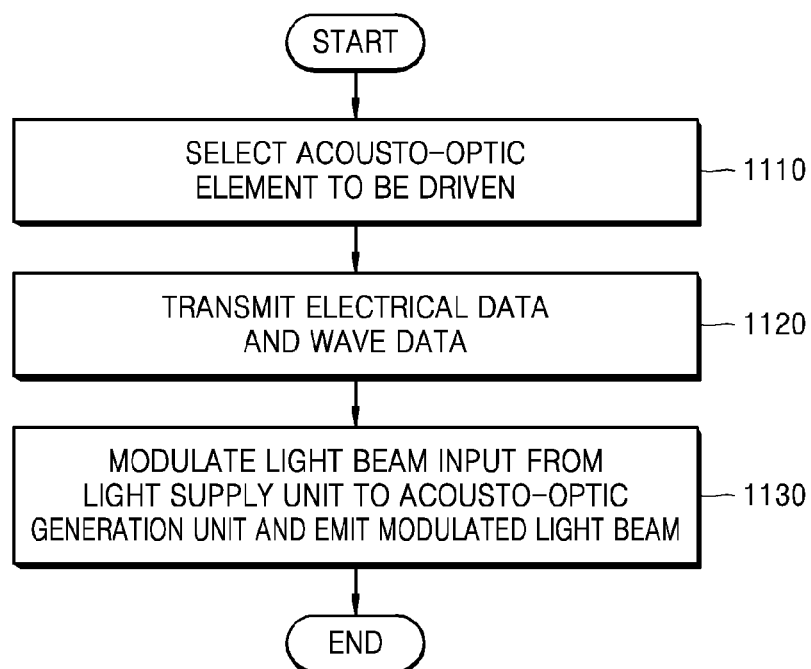 START
SELECT ACOUSTO-OPTIC
ELEMENT TO BE DRIVEN
1110
TRANSMIT ELECTRICAL DATA
AND WAVE DATA
1120
MODULATE LIGHT BEAM INPUT FROM
LIGHT SUPPLY UNIT TO ACOUSTO-OPTIC
GENERATION UNIT AND EMIT MODULATED LIGHT BEAM
1130
END